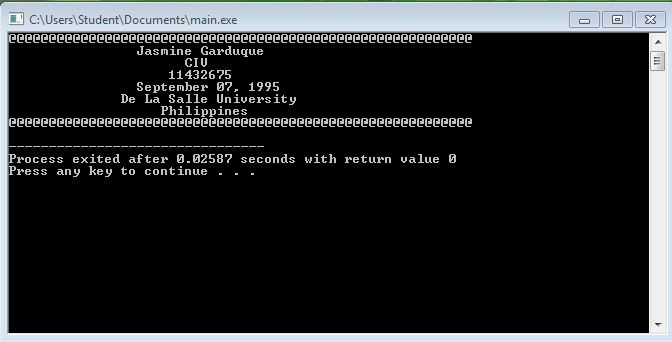 C:\Users\Student\Documents\main.exe
@@@@@@@@@@@@@@@@@@@@@@@@@@@@@@@@@@@@@@@@@@@@@@@@@@@@@@@@@@
Jasmine Garduque
CIV
11432675
September 07, 1995
De La Salle University
Philippines
@@@@@@@@@@@@@@@@@@@@@@@@@@@@@@@@@@@@@@@@@@@@@@@@@@@@@@@@@@
--------------------------------
Process exited after 0.02587 seconds with return value 0
Press any key to continue . . .